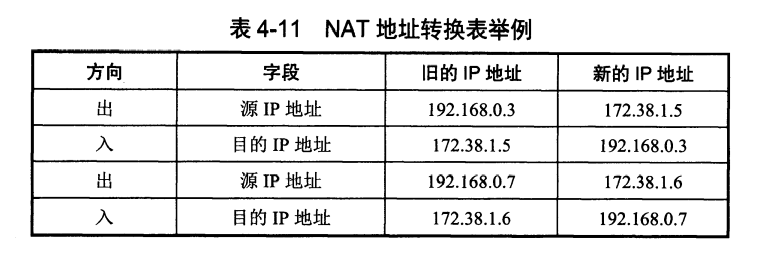 表 4-11 NAT 地址转换表举例
方向 字段 旧的 IP 地址 新的 IP 地址
出 源 IP 地址 192.168.0.3 172.38.1.5
入 目的 IP 地址 172.38.1.5 192.168.0.3
出 源 IP 地址 192.168.0.7 172.38.1.6
入 目的 IP 地址 172.38.1.6 192.168.0.7